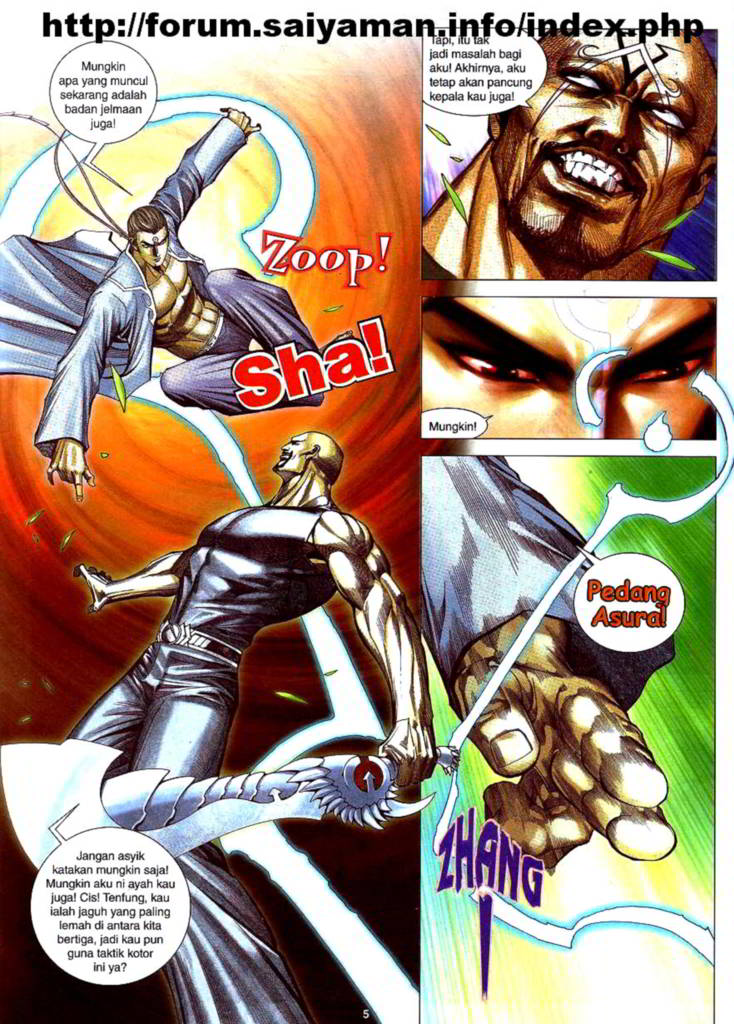 http://forum.saiyaman.info/index.php
Mungkin
apa yang muncul
sekarang adalah
badan jelmaan
juga!
Zoop!
Sha!
Jangan asyik
katakan mungkin saja!
Mungkin aku ni ayah kau
juga! Cis! Tenfung, kau
ialah jaguh yang paling
lemah di antara kita
bertiga, jadi kau pun
guna taktik kotor
ini ya?
Tapi, itu tak
jadi masalah bagi
aku! Akhirnya, aku
tetap akan pancung
kepala kau juga!
Mungkin!
Pedang
Asura!
ZHANG!
5